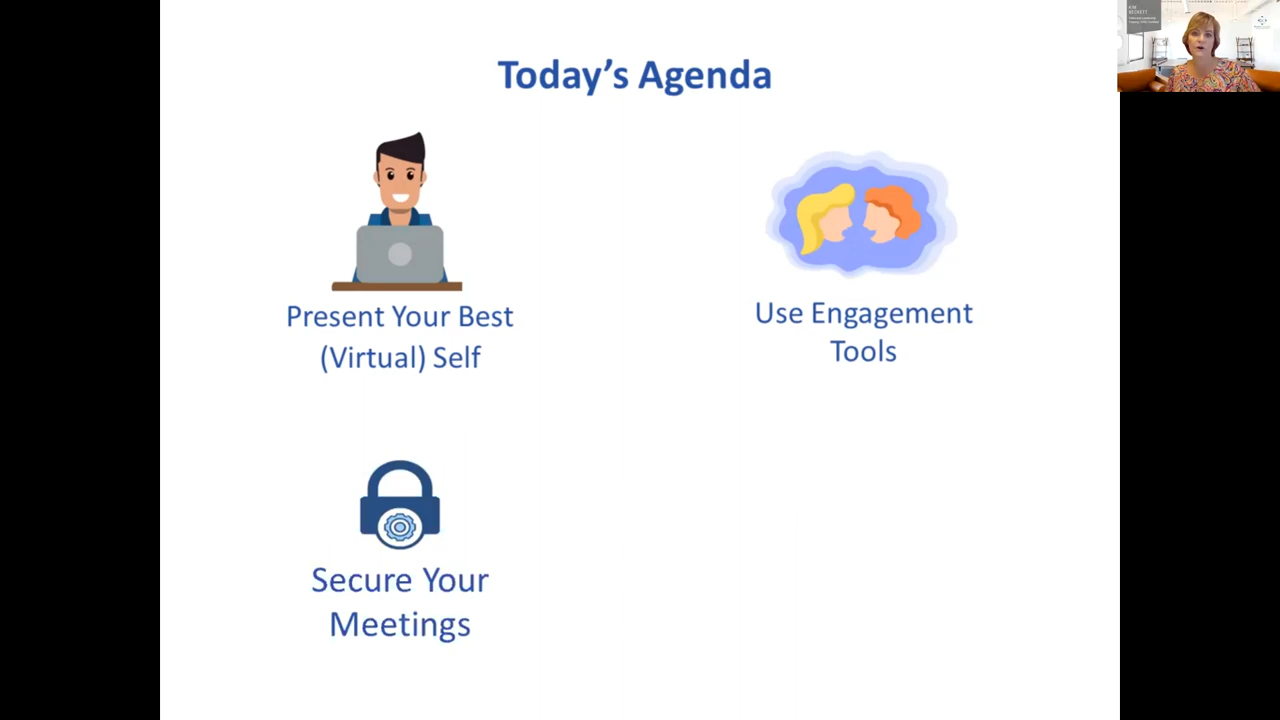 Today's Agenda
Present Your Best
(Virtual) Self
Use Engagement
Tools
Secure Your
Meetings